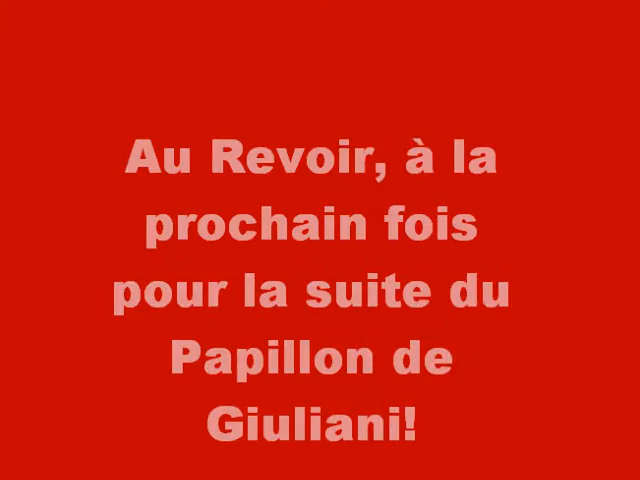 Au Revoir, à la
prochain fois
pour la suite du
Papillon de
Giuliani!